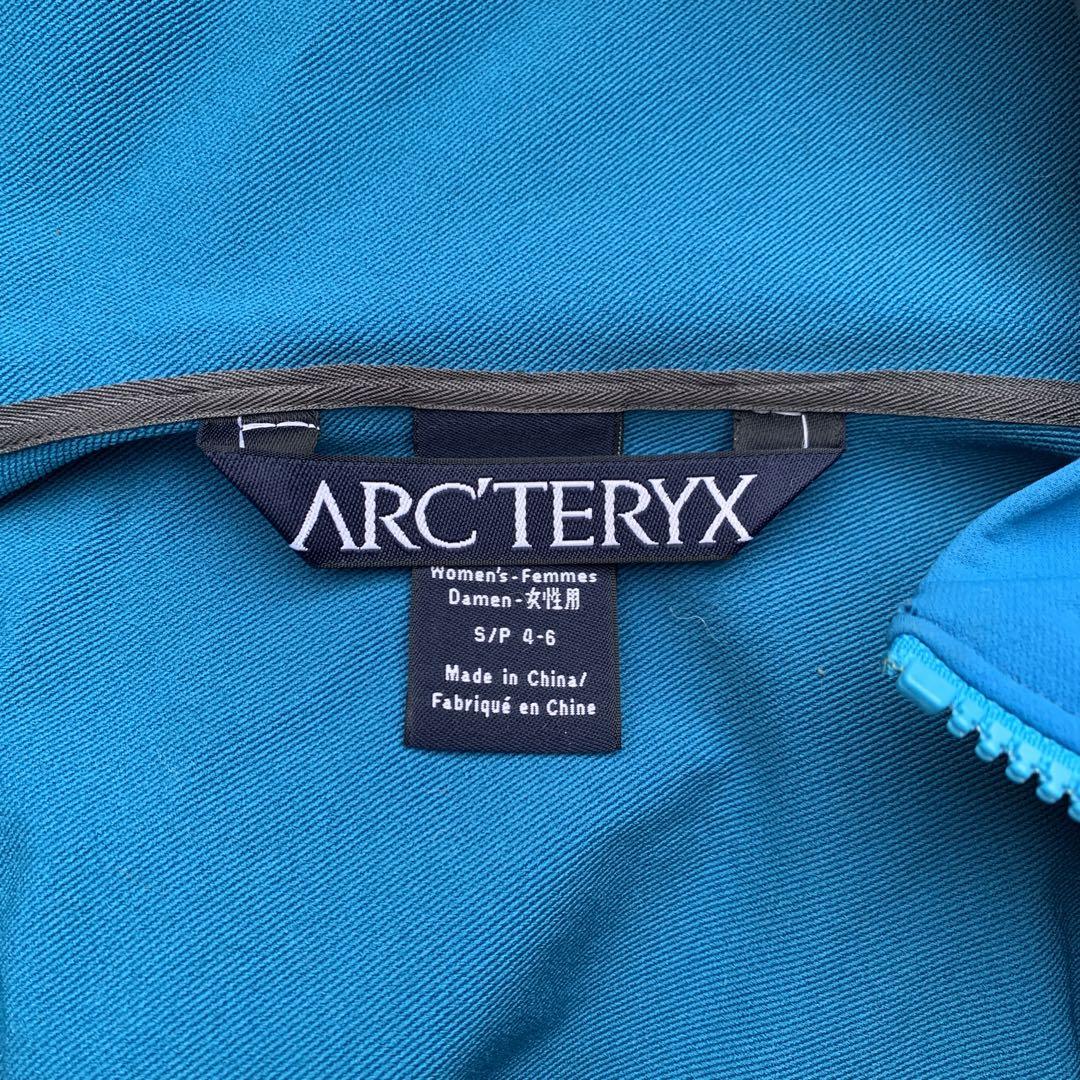 ARC'TERYX
Women's-Femmes
Damen-女性用
S/P 4-6
Made in China/
Fabriqué en Chine